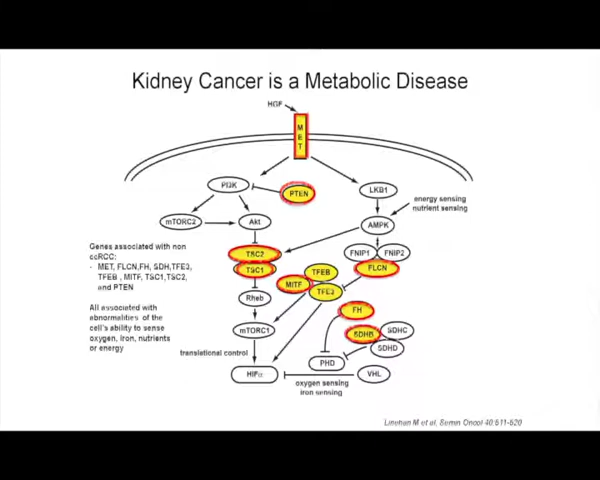 Kidney Cancer is a Metabolic Disease
HGF
MET
PI3K
PTEN
LKB1
energy sensing
nutrient sensing
mTORC2
Akt
AMPK
Genes associated with non
ccRCC:
- MET, FLCN,FH, SDH,TFE3,
TFEB , MITF, TSC1,TSC2,
and PTEN
TSC2
TSC1
FNIP1
FNIP2
FLCN
TFEB
MITF
TFE3
Rheb
All associated with
abnormalities of the
cell's ability to sense
oxygen, iron, nutrients
or energy
FH
mTORC1
SDHB
SDHC
SDHD
translational control
PHD
HIFα
VHL
oxygen sensing
iron sensing
Linehan M et al, Semin Oncol 40:511-520